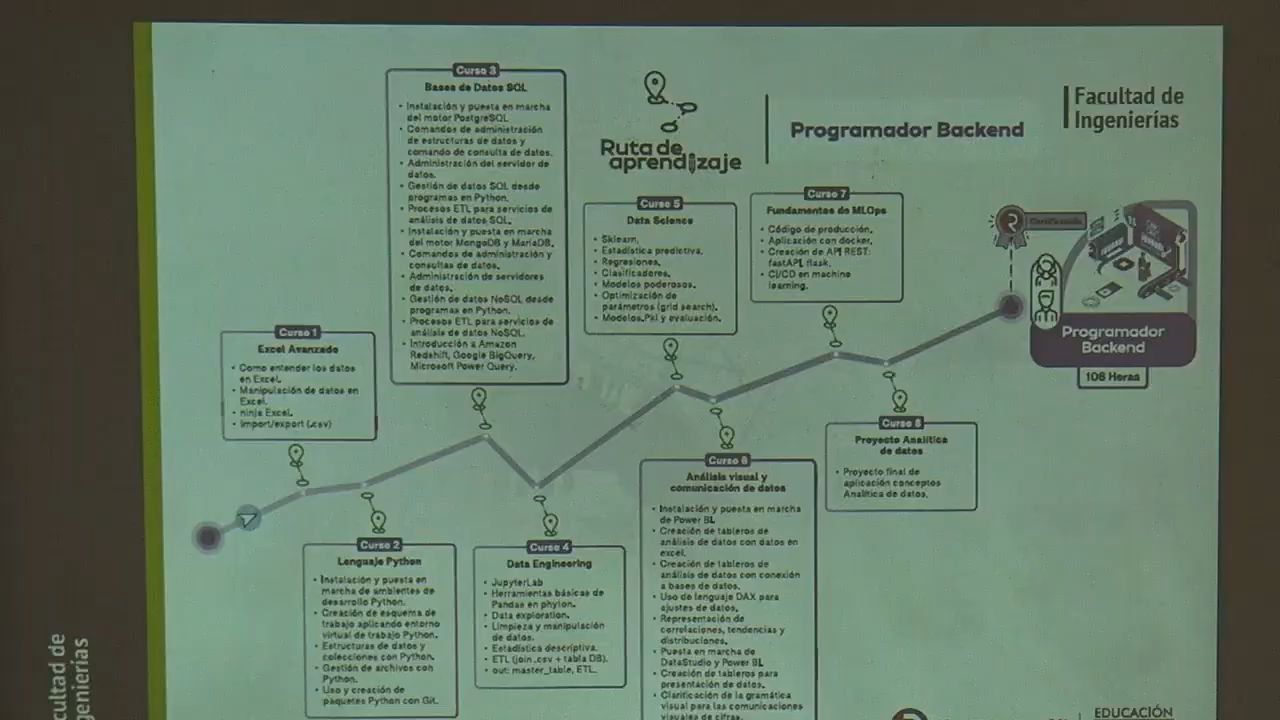 Curso 3
Bases de Datos SQL
• Instalación y puesta en marcha
del motor PostgreSQL
• Comandos de administración
de estructuras de datos y
comando de consulta de datos.
• Administración del servidor de
datos.
• Gestión de datos SQL desde
programas en Python.
• Procesos ETL para servicios de
análisis de datos SQL.
• Instalación y puesta en marcha
del motor MongoDB y MariaDB.
• Comandos de administración y
consultas de datos.
• Administración de servidores
de datos.
• Gestión de datos NoSQL desde
programas en Python.
• Procesos ETL para servicios de
análisis de datos NoSQL.
• Introducción a Amazon
Redshift, Google BigQuery,
Microsoft Power Query.
Ruta de
aprendizaje
Programador Backend
Facultad de
Ingenierías
Curso 5
Data Science
• Sklearn.
• Estadística predictiva.
• Regresiones.
• Clasificadores.
• Modelos poderosos.
• Optimización de
parámetros (grid search).
• Modelos.Pkl y evaluación.
Curso 7
Fundamentos de MLOps
• Código de producción.
• Aplicación con docker.
• Creación de API REST:
fastAPI, flask.
• CI/CD en machine
learning.
Programador
Backend
108 Horas
Curso 1
Excel Avanzado
• Como entender los datos
en Excel.
• Manipulación de datos en
Excel.
• ninja Excel.
• Import/export (.csv)
Curso 2
Lenguaje Python
• Instalación y puesta en
marcha de ambientes de
desarrollo Python.
• Creación de esquema de
trabajo aplicando entorno
virtual de trabajo Python.
• Estructuras de datos y
colecciones con Python.
• Gestión de archivos con
Python.
• Uso y creación de
paquetes Python con Git.
Curso 4
Data Engineering
• JupyterLab
• Herramientas básicas de
Pandas en phyton.
• Data exploration.
• Limpieza y manipulación
de datos.
• Estadística descriptiva.
• ETL (join .csv + tabla DB).
• out: master_table, ETL.
Curso 6
Análisis visual y
comunicación de datos
• Instalación y puesta en marcha
de Power BI.
• Creación de tableros de
análisis de datos con datos en
excel.
• Creación de tableros de
análisis de datos con conexión
a bases de datos.
• Uso de lenguaje DAX para
ajustes de datos.
• Representación de
correlaciones, tendencias y
distribuciones.
• Puesta en marcha de
DataStudio y Power BI.
• Creación de tableros para
presentación de datos.
• Clarificación de la gramática
visual para las comunicaciones
visuales de cifras.
Curso 8
Proyecto Analítica
de datos
• Proyecto final de
aplicación conceptos
Analítica de datos.
EDUCACIÓN